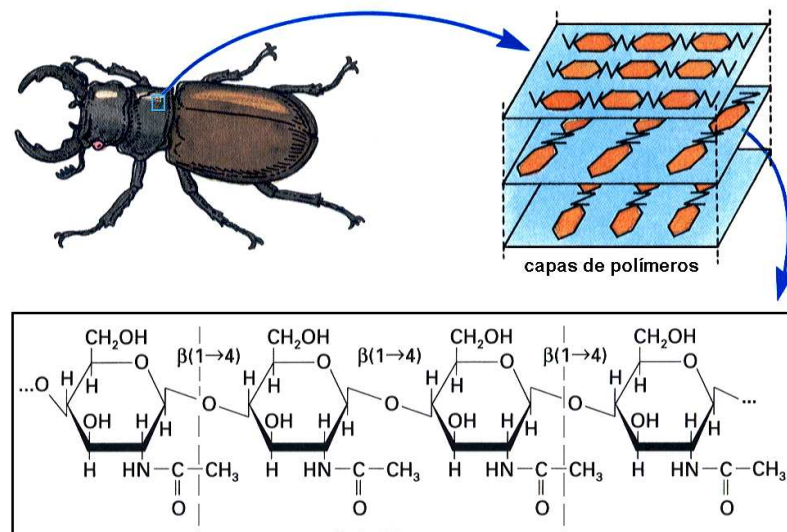 capas de polímeros
CH₂OH CH₂OH CH₂OH CH₂OH
β(1→4) β(1→4) β(1→4)
O O O O
...O H H H H H H H H ...
O O O
OH H H OH H H OH H H OH H H
H HN—C—CH₃ H HN—C—CH₃ H HN—C—CH₃ H HN—C—CH₃
O O O O